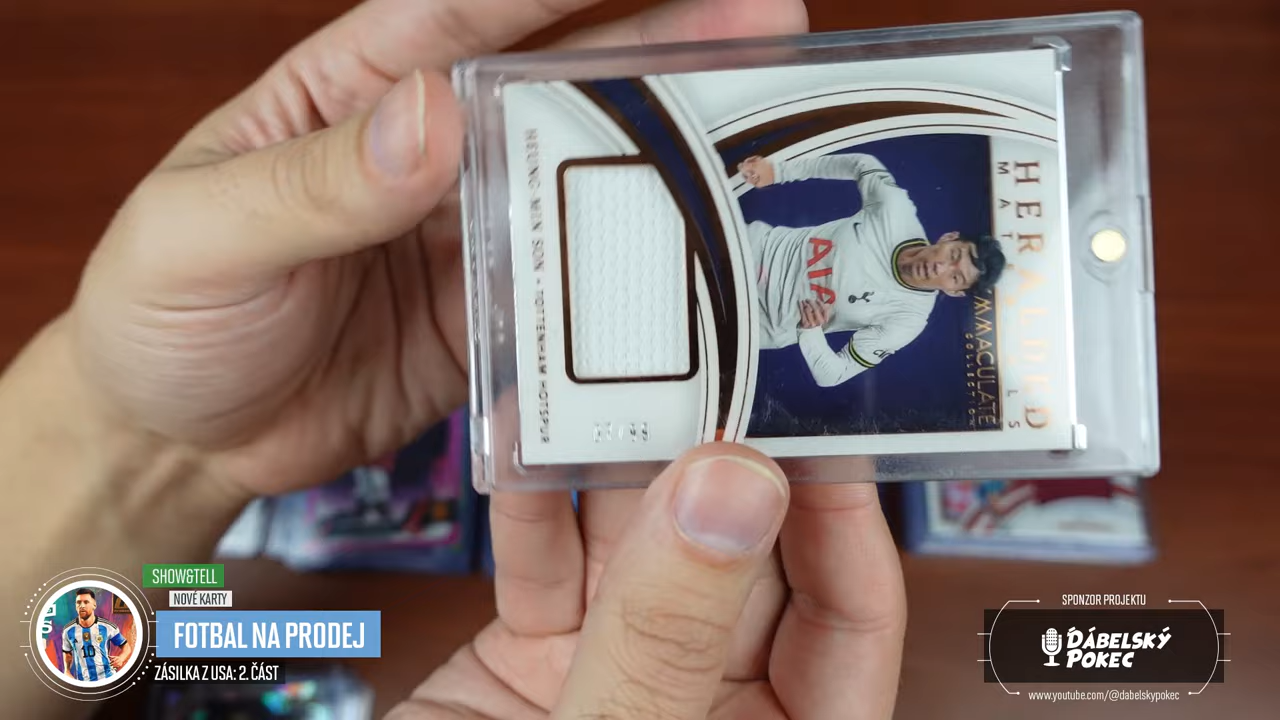 HERALDED
IMMACULATE
COLLECTION
AIA
HEUNG-MIN SON • TOTTENHAM HOTSPUR
SHOW&TELL
NOVÉ KARTY
FOTBAL NA PRODEJ
ZÁSILKA Z USA: 2. ČÁST
10
SPONZOR PROJEKTU
ĎÁBELSKÝ
POKEC
www.youtube.com/@dabelskypokec